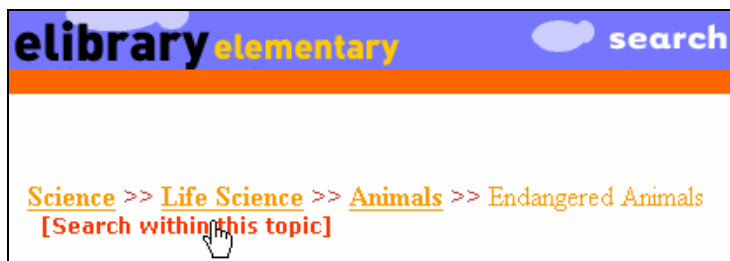 elibrary elementary search
Science >> Life Science >> Animals >> Endangered Animals
[Search within this topic]